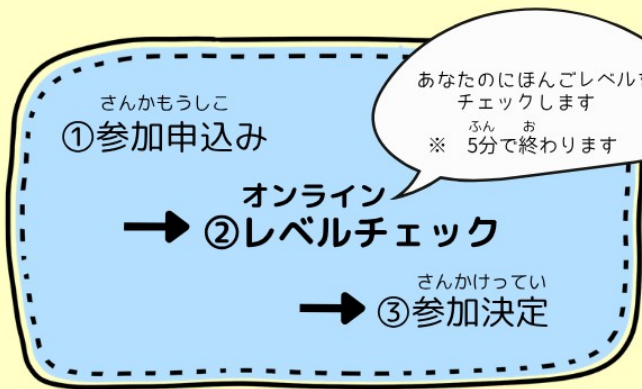 さんかもうしこ
①参加申込み
あなたのにほんごレベルを
チェックします
ふん お
※ 5分で終わります
オンライン
→②レベルチェック
さんかけってい
→③参加決定